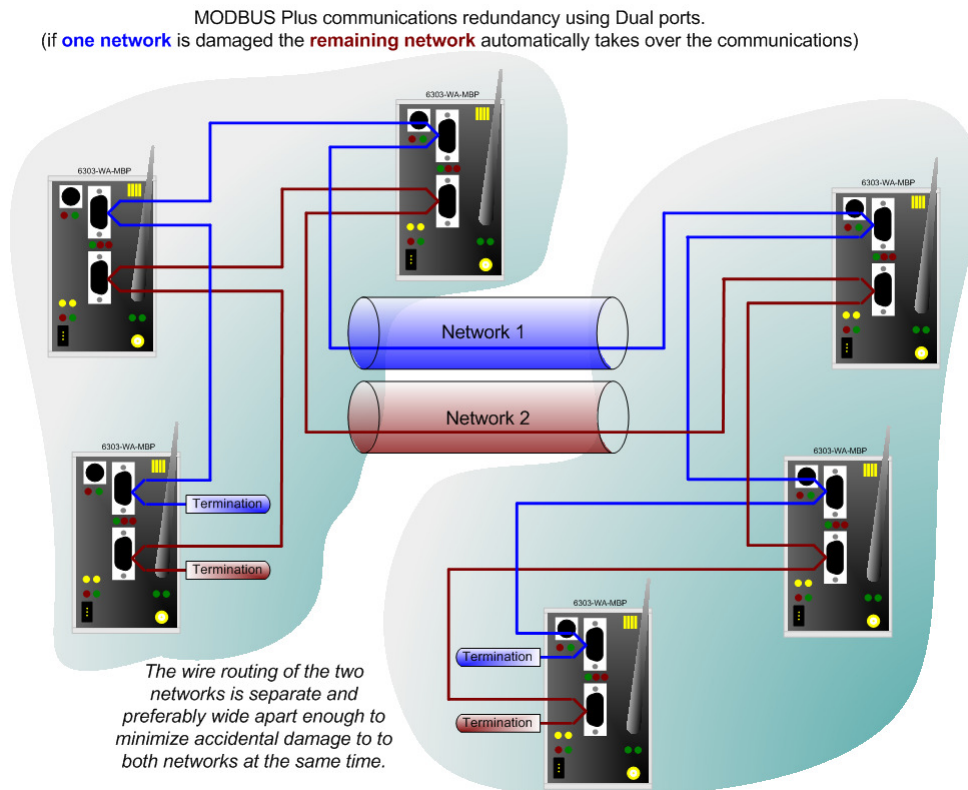 MODBUS Plus communications redundancy using Dual ports.
(if one network is damaged the remaining network automatically takes over the communications)
6303-WA-MBP
6303-WA-MBP
6303-WA-MBP
Network 1
Network 2
6303-WA-MBP
6303-WA-MBP
Termination
Termination
6303-WA-MBP
Termination
Termination
The wire routing of the two
networks is separate and
preferably wide apart enough to
minimize accidental damage to to
both networks at the same time.